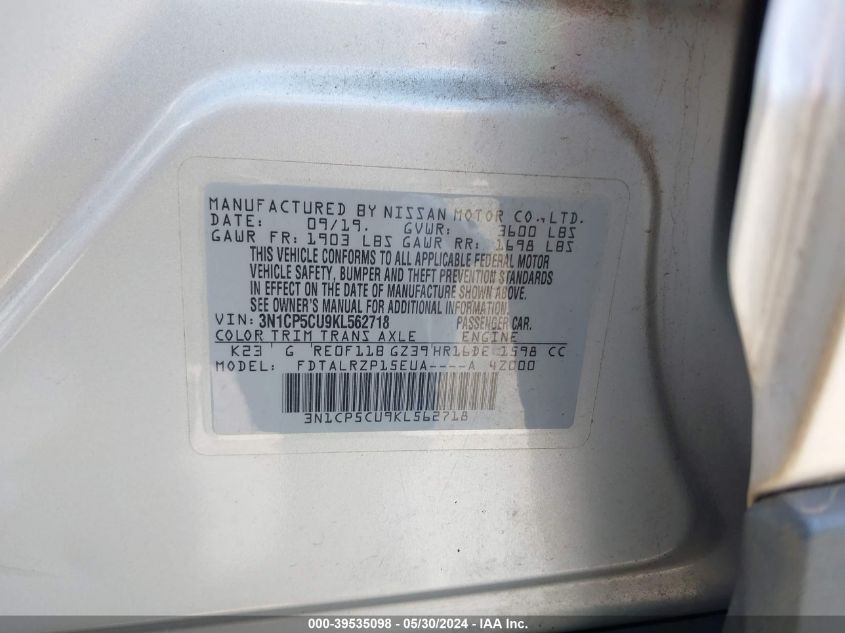 MANUFACTURED BY NISSAN MOTOR CO.,LTD.
DATE: 09/19. GVWR: 3600 LBS
GAWR FR: 1903 LBS GAWR RR: 1698 LBS
THIS VEHICLE CONFORMS TO ALL APPLICABLE FEDERAL MOTOR
VEHICLE SAFETY, BUMPER AND THEFT PREVENTION STANDARDS
IN EFFECT ON THE DATE OF MANUFACTURE SHOWN ABOVE.
SEE OWNER'S MANUAL FOR ADDITIONAL INFORMATION.
VIN: 3N1CP5CU9KL562718 PASSENGER CAR.
COLOR TRIM TRANS AXLE ENGINE
K23 G RE0F11B GZ39 HR16DE 1598 CC
MODEL: FDTALRZP15EUA----A 4Z000
3N1CP5CU9KL562718
000-39535098 - 05/30/2024 - IAA, Inc.